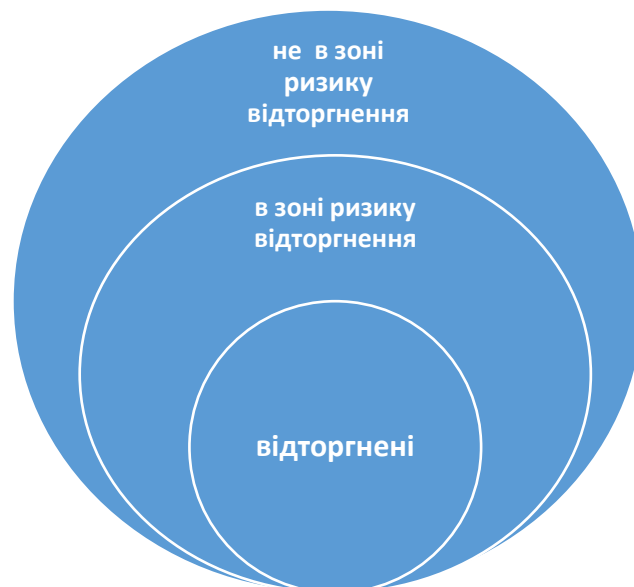 не в зоні
ризику
відторгнення
в зоні ризику
відторгнення
відторгнені